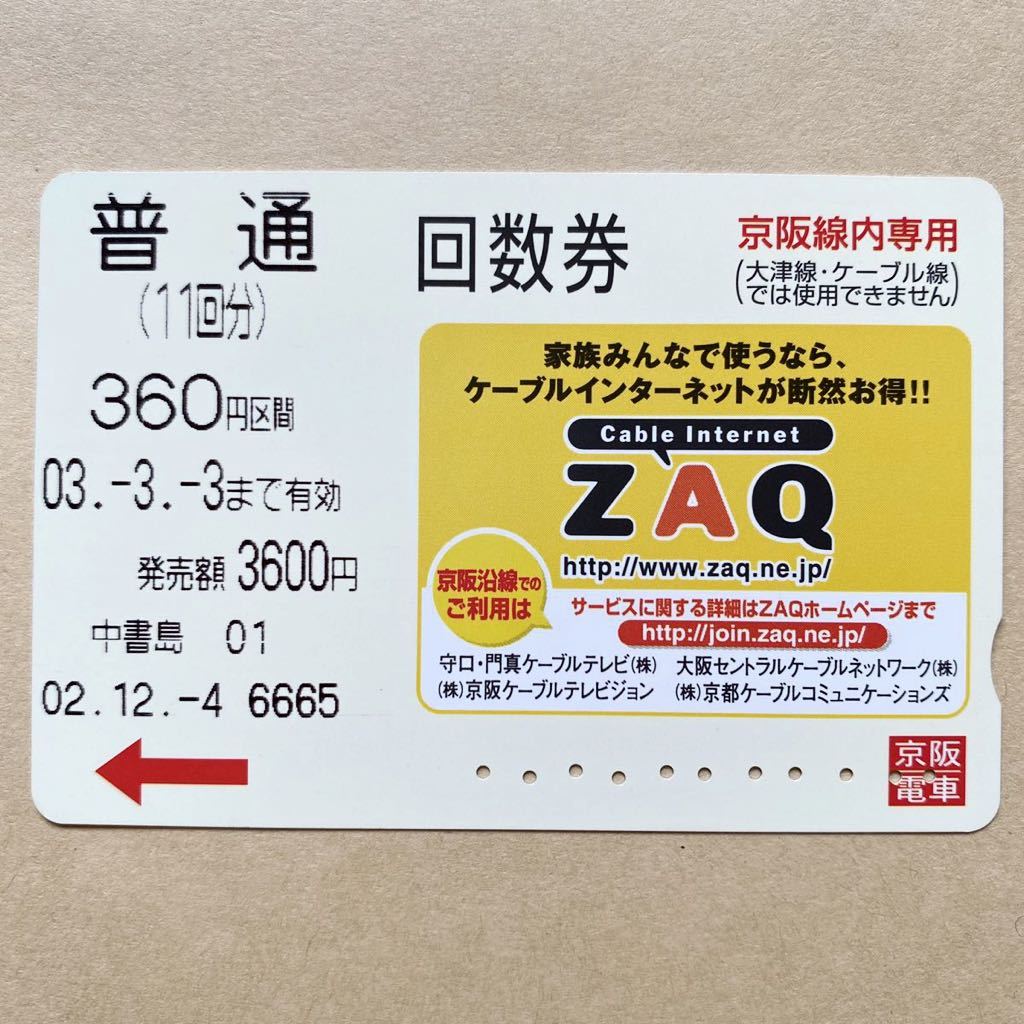 普通
(11回分)
360円区間
03.-3.-3まで有効
発売額 3600円
中書島 01
02.12.-4 6665
回数券
京阪線内専用
(大津線・ケーブル線
では使用できません)
家族みんなで使うなら、
ケーブルインターネットが断然お得!!
Cable Internet
ZAQ
http://www.zaq.ne.jp/
京阪沿線での
ご利用は
サービスに関する詳細はZAQホームページまで
http://join.zaq.ne.jp/
守口・門真ケーブルテレビ(株) 大阪セントラルケーブルネットワーク(株)
(株)京阪ケーブルテレビジョン (株)京都ケーブルコミュニケーションズ
京阪
電車